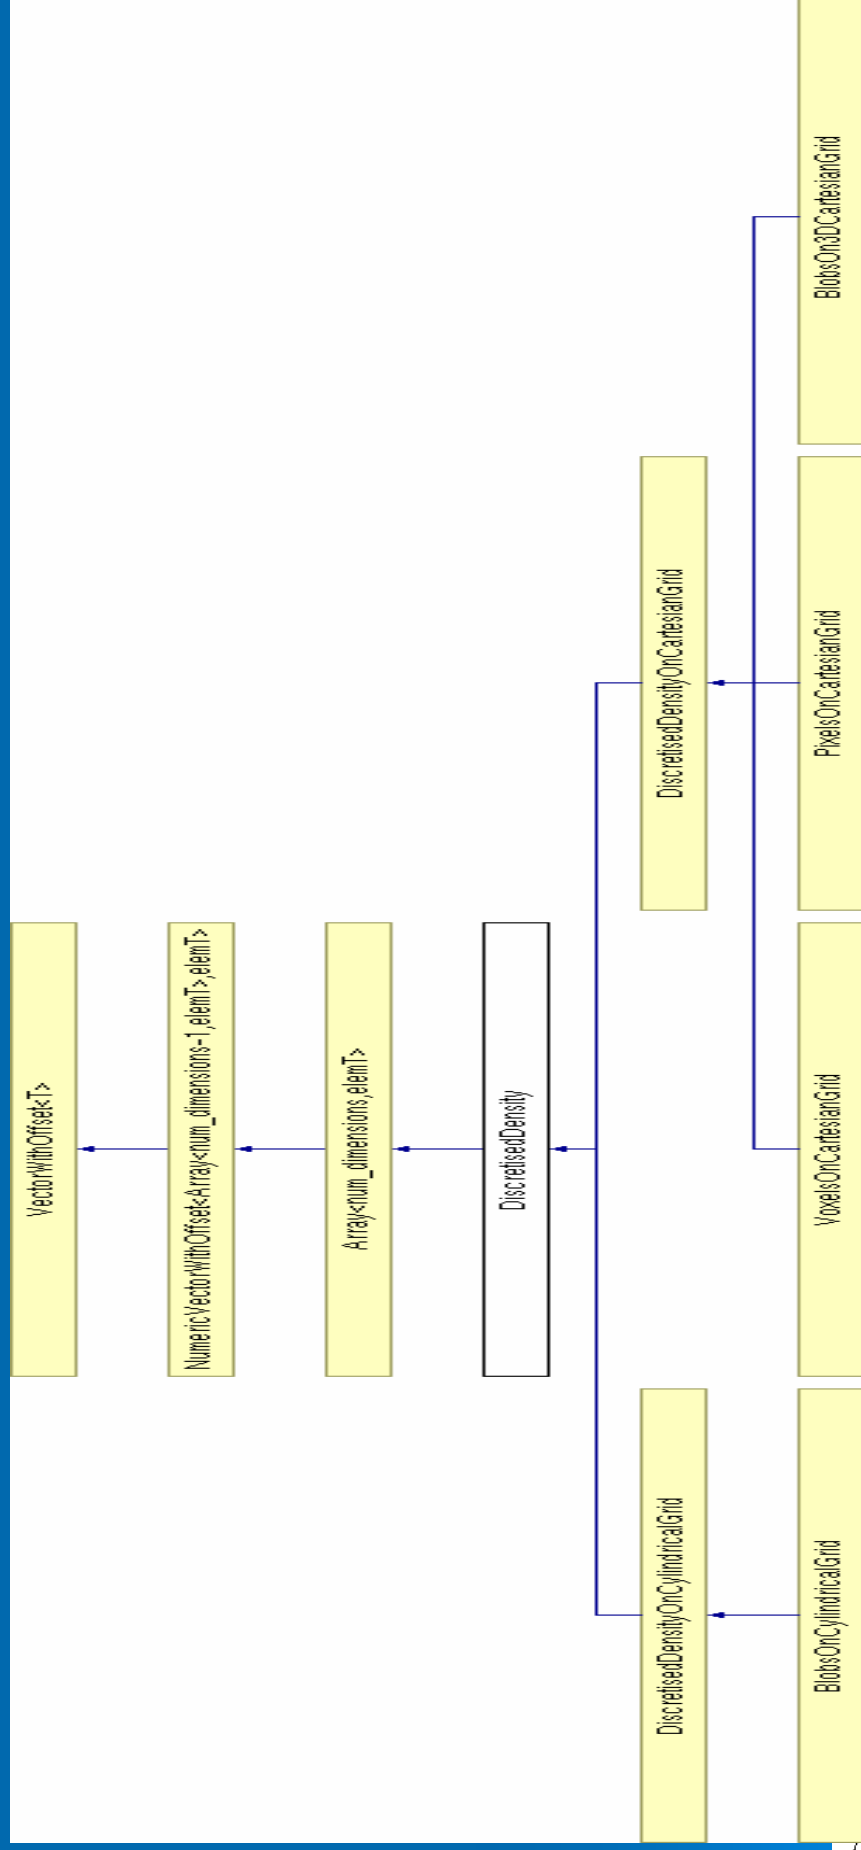 VectorWithOffset<T>
NumericVectorWithOffset<Array<num_dimensions-1,elemT>,elemT>
Array<num_dimensions,elemT>
DiscretisedDensity
DiscretisedDensityOnCylindricalGrid
DiscretisedDensityOnCartesianGrid
BlobsOnCylindricalGrid
VoxelsOnCartesianGrid
PixelsOnCartesianGrid
BlobsOn3DCartesianGrid